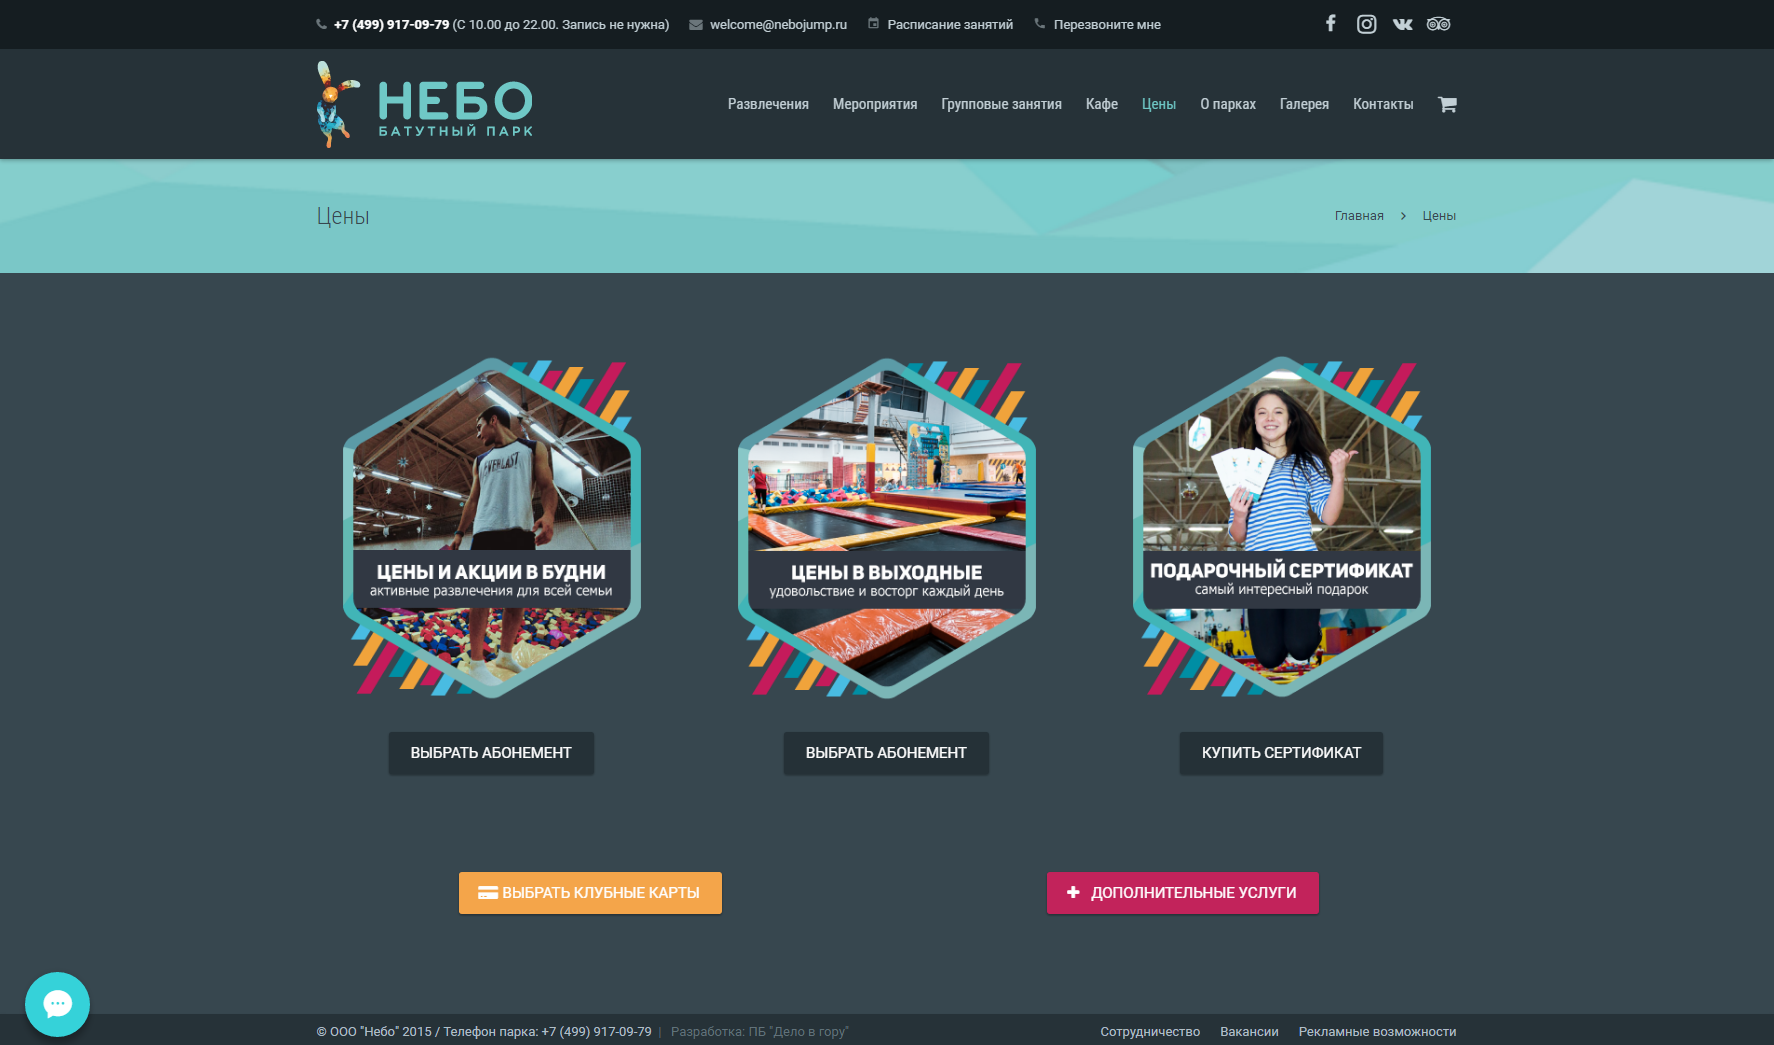 +7 (499) 917-09-79 (С 10.00 до 22.00. Запись не нужна) welcome@nebojump.ru Расписание занятий Перезвоните мне
НЕБО
БАТУТНЫЙ ПАРК
Развлечения Мероприятия Групповые занятия Кафе Цены О парках Галерея Контакты
Цены
Главная > Цены
EVERLAST
ЦЕНЫ И АКЦИИ В БУДНИ
активные развлечения для всей семьи
ЦЕНЫ В ВЫХОДНЫЕ
удовольствие и восторг каждый день
ПОДАРОЧНЫЙ СЕРТИФИКАТ
самый интересный подарок
ВЫБРАТЬ АБОНЕМЕНТ
ВЫБРАТЬ АБОНЕМЕНТ
КУПИТЬ СЕРТИФИКАТ
ВЫБРАТЬ КЛУБНЫЕ КАРТЫ
ДОПОЛНИТЕЛЬНЫЕ УСЛУГИ
© ООО "Небо" 2015 / Телефон парка: +7 (499) 917-09-79 | Разработка: ПБ "Дело в гору"
Сотрудничество Вакансии Рекламные возможности